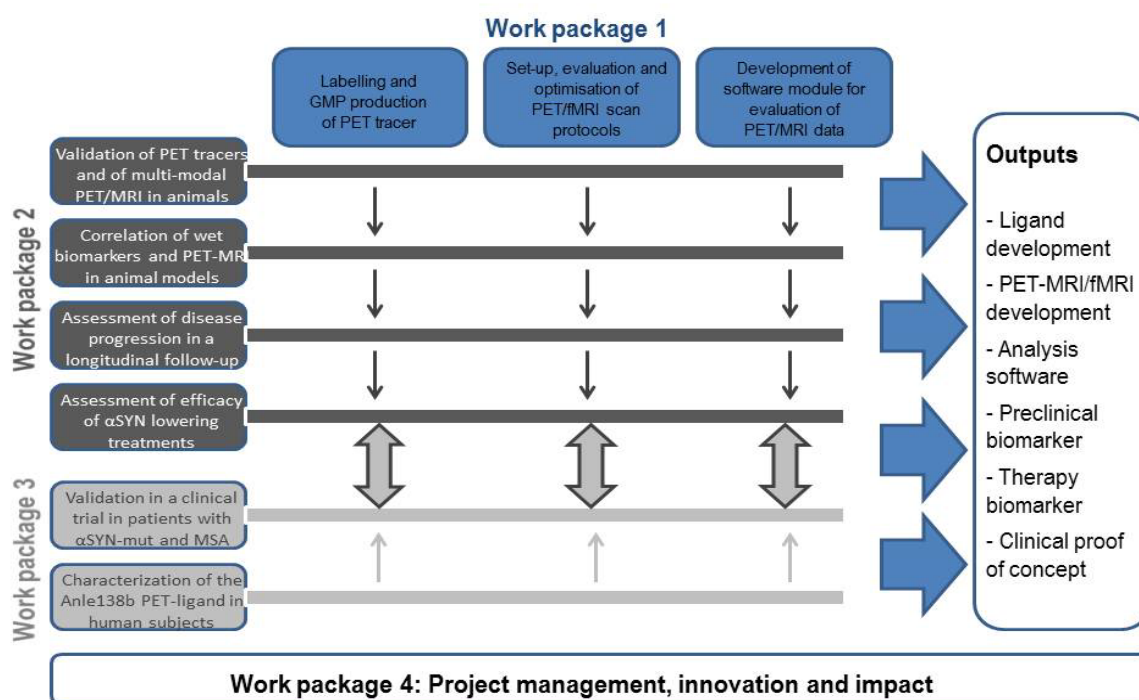 Work package 1
Labelling and
GMP production
of PET tracer
Set-up, evaluation and
optimisation of
PET/fMRI scan
protocols
Development of
software module for
evaluation of
PET/MRI data
Work package 2
Validation of PET tracers
and of multi-modal
PET/MRI in animals
Correlation of wet
biomarkers and PET-MRI
in animal models
Assessment of disease
progression in a
longitudinal follow-up
Assessment of efficacy
of αSYN lowering
treatments
Work package 3
Validation in a clinical
trial in patients with
αSYN-mut and MSA
Characterization of the
Anle138b PET-ligand in
human subjects
Outputs
- Ligand
development
- PET-MRI/fMRI
development
- Analysis
software
- Preclinical
biomarker
- Therapy
biomarker
- Clinical proof
of concept
Work package 4: Project management, innovation and impact